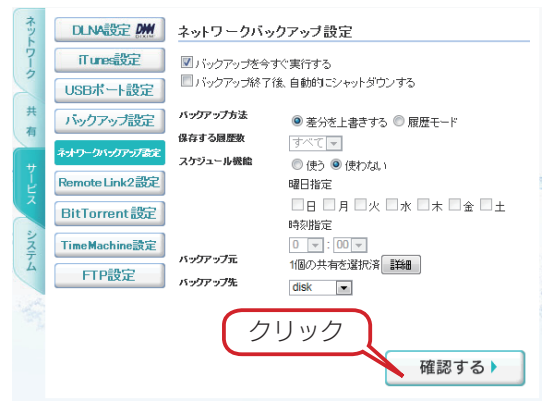 ネットワーク
共有
サービス
システム
DLNA設定 DMM
iTunes設定
USBポート設定
バックアップ設定
ネットワークバックアップ設定
Remote Link2設定
BitTorrent設定
TimeMachine設定
FTP設定
ネットワークバックアップ設定
バックアップを今すぐ実行する
バックアップ終了後、自動的にシャットダウンする
バックアップ方法 差分を上書きする 履歴モード
保存する履歴数 すべて
スケジュール機能 使う 使わない
曜日指定
日 月 火 水 木 金 土
時刻指定
0 : 00
バックアップ元 1個の共有を選択済 詳細
バックアップ先 disk
クリック
確認する